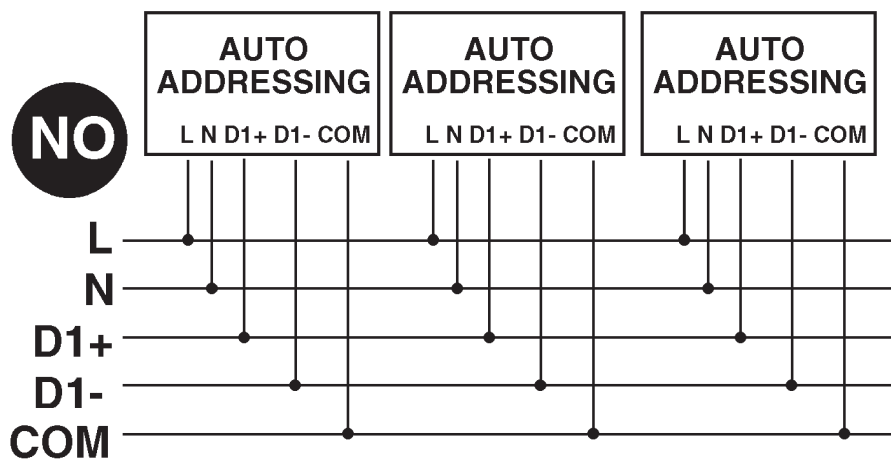 AUTO
ADDRESSING
L N D1+ D1- COM
AUTO
ADDRESSING
L N D1+ D1- COM
AUTO
ADDRESSING
L N D1+ D1- COM
NO
L
N
D1+
D1-
COM